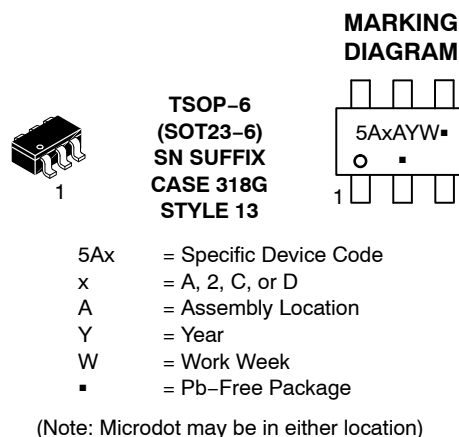 MARKING
DIAGRAM
TSOP−6
(SOT23−6)
SN SUFFIX
CASE 318G
STYLE 13
1
5AxAYW▪
▪
1
5Ax = Specific Device Code
x = A, 2, C, or D
A = Assembly Location
Y = Year
W = Work Week
▪ = Pb−Free Package
(Note: Microdot may be in either location)